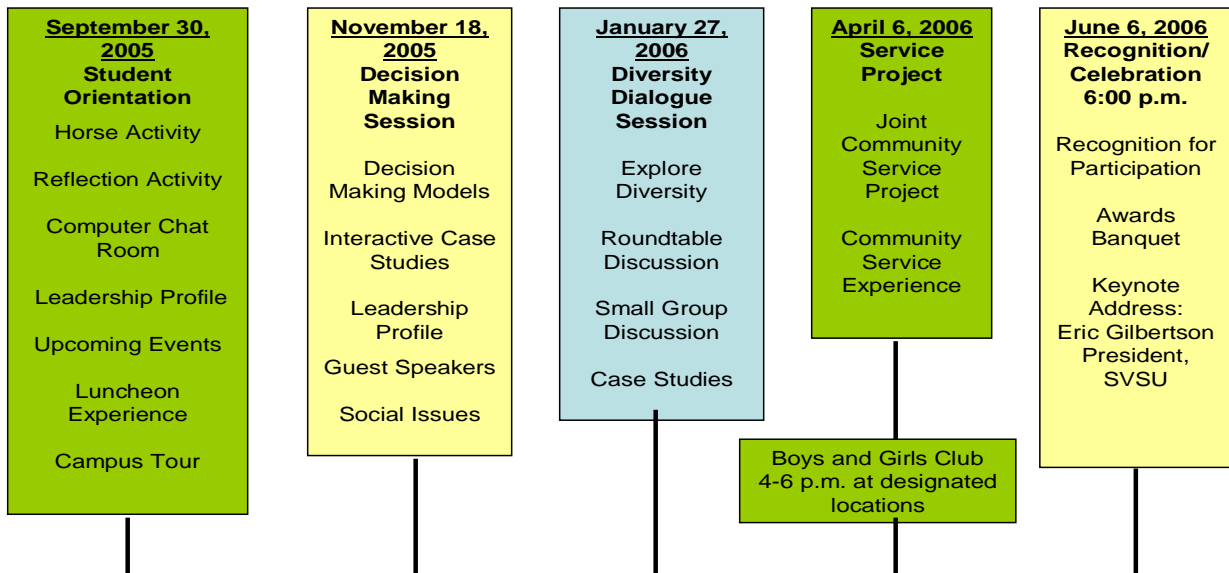 September 30,
2005
Student
Orientation
Horse Activity
Reflection Activity
Computer Chat
Room
Leadership Profile
Upcoming Events
Luncheon
Experience
Campus Tour
November 18,
2005
Decision
Making
Session
Decision
Making Models
Interactive Case
Studies
Leadership
Profile
Guest Speakers
Social Issues
January 27,
2006
Diversity
Dialogue
Session
Explore
Diversity
Roundtable
Discussion
Small Group
Discussion
Case Studies
April 6, 2006
Service
Project
Joint
Community
Service
Project
Community
Service
Experience
Boys and Girls Club
4-6 p.m. at designated
locations
June 6, 2006
Recognition/
Celebration
6:00 p.m.
Recognition for
Participation
Awards
Banquet
Keynote
Address:
Eric Gilbertson
President,
SVSU